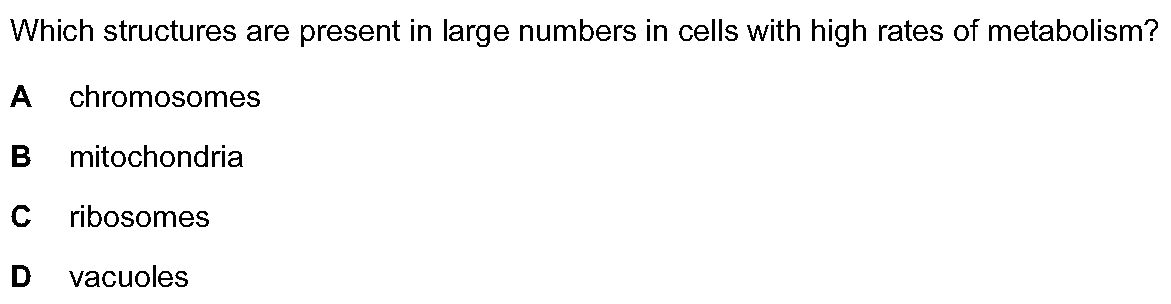 Which structures are present in large numbers in cells with high rates of metabolism?
A chromosomes
B mitochondria
C ribosomes
D vacuoles